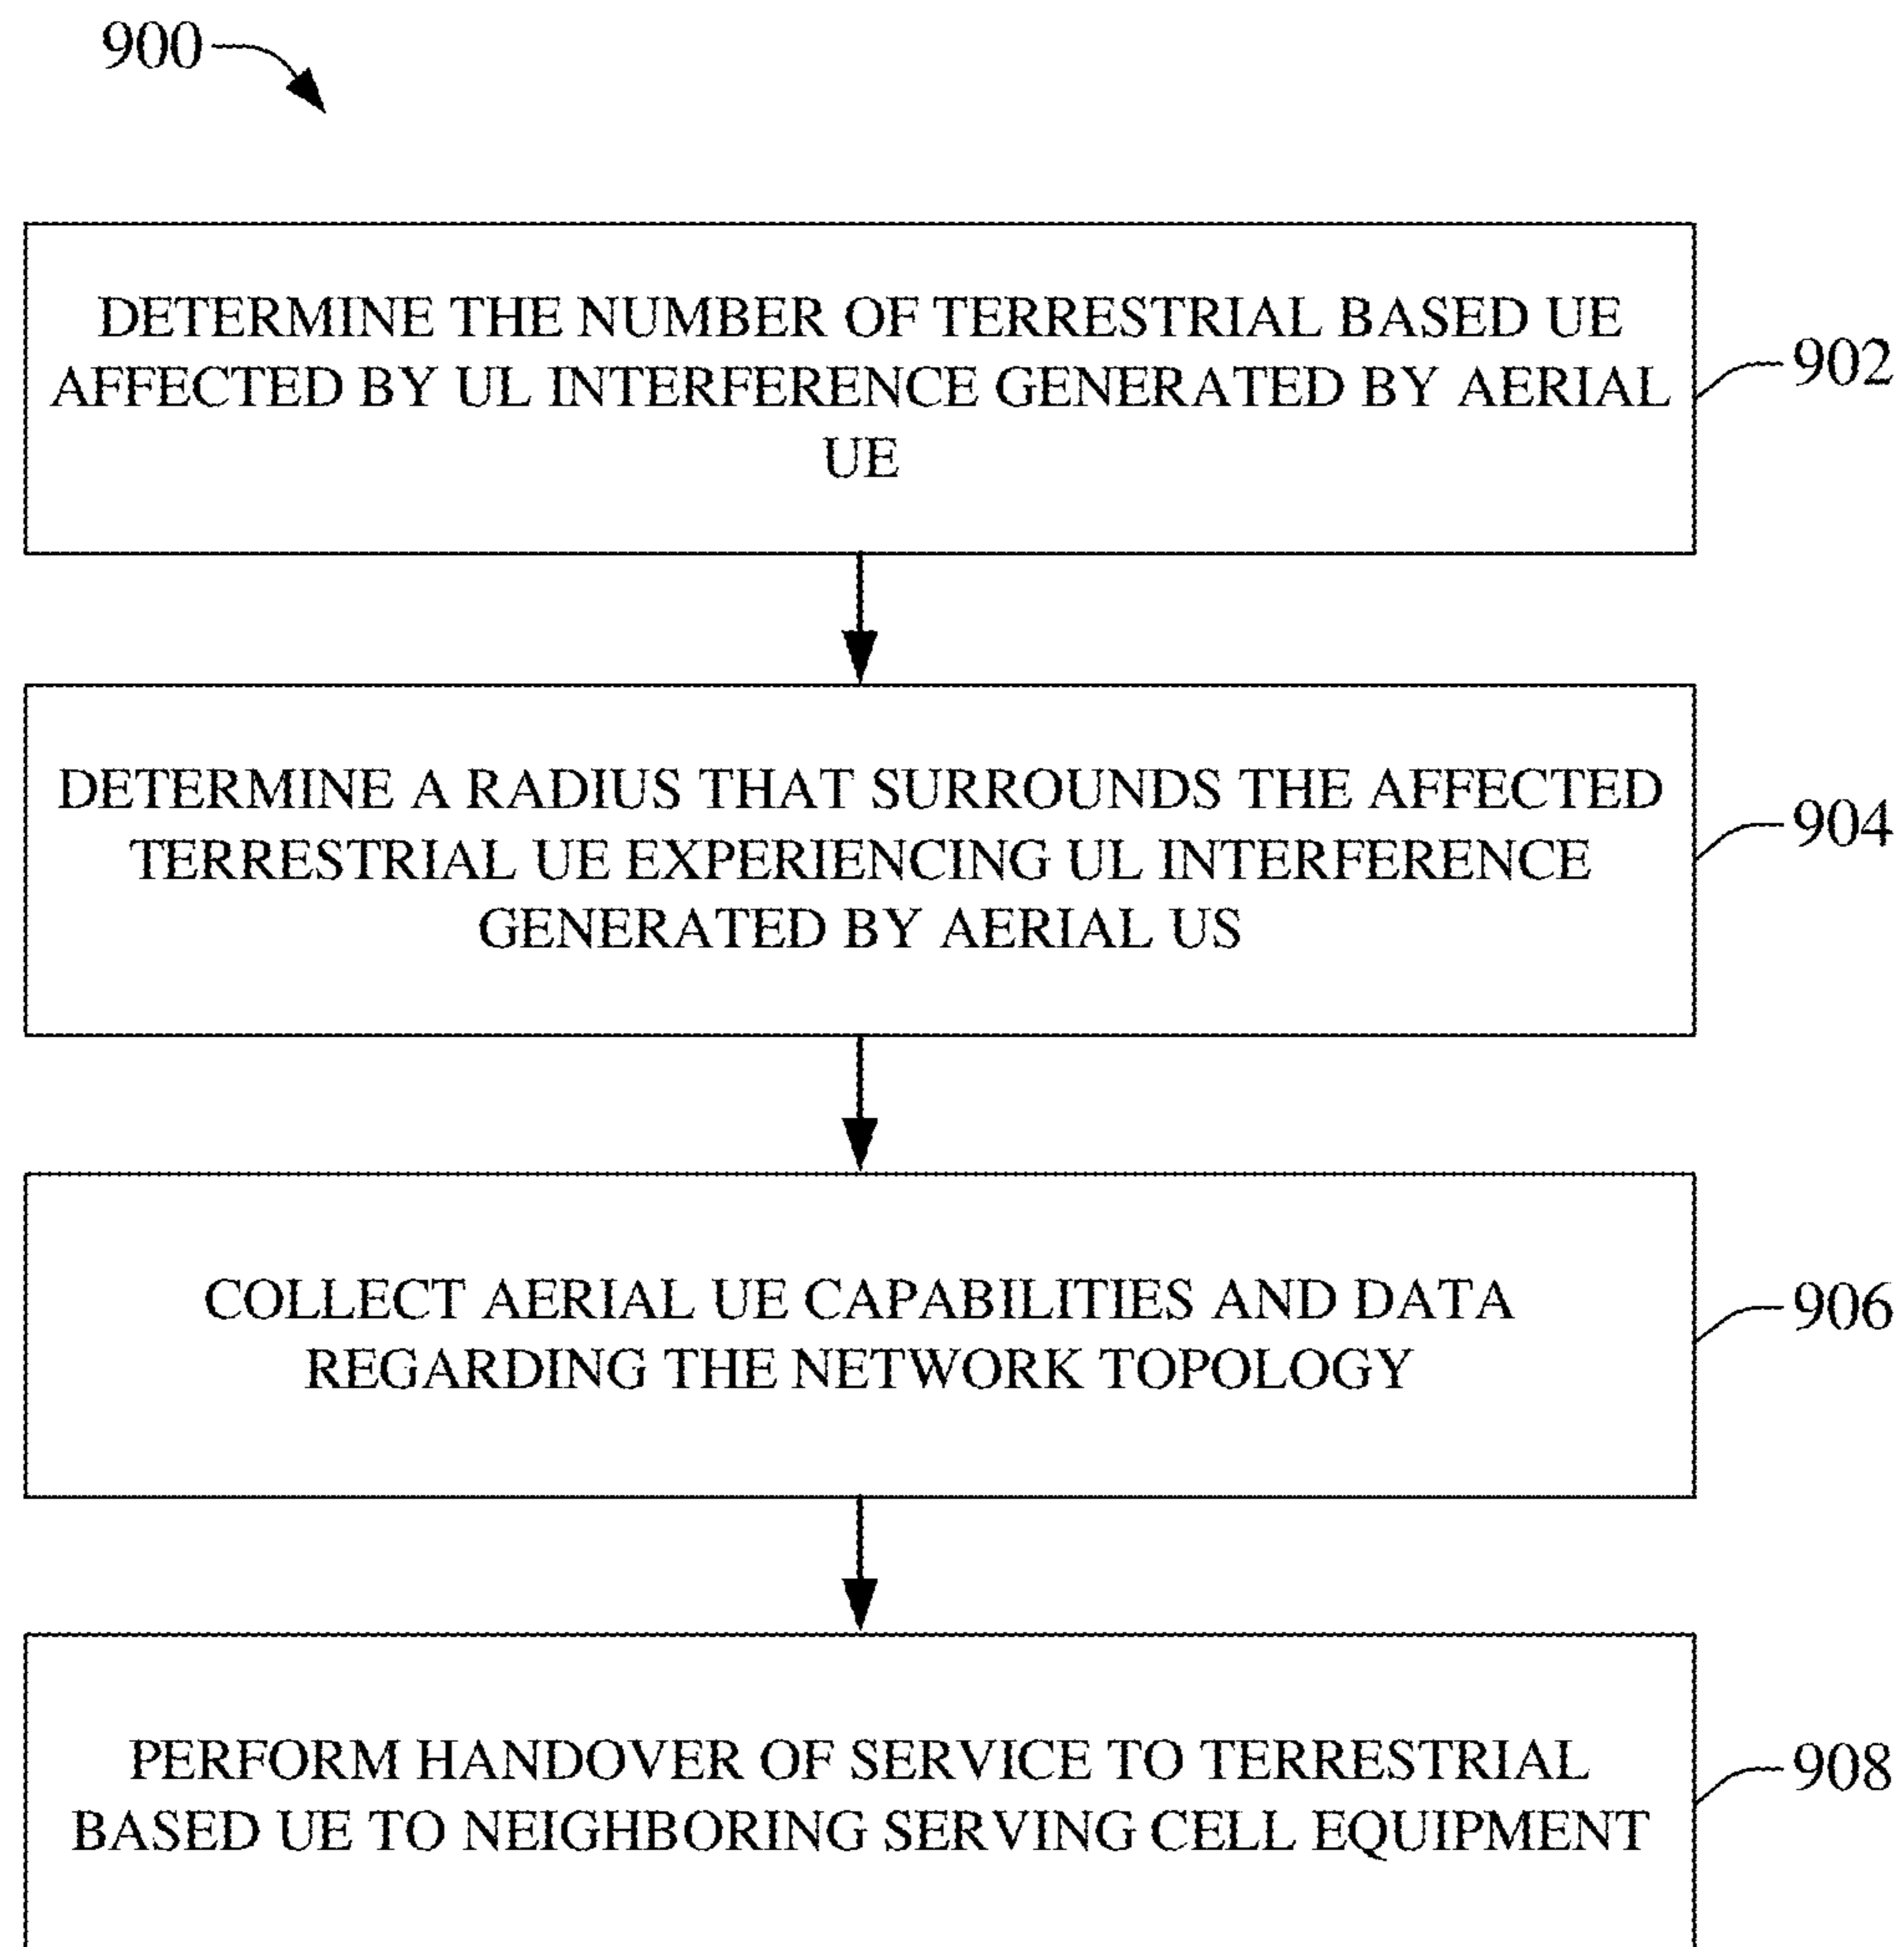 900
DETERMINE THE NUMBER OF TERRESTRIAL BASED UE
AFFECTED BY UL INTERFERENCE GENERATED BY AERIAL
UE
902
DETERMINE A RADIUS THAT SURROUNDS THE AFFECTED
TERRESTRIAL UE EXPERIENCING UL INTERFERENCE
GENERATED BY AERIAL US
904
COLLECT AERIAL UE CAPABILITIES AND DATA
REGARDING THE NETWORK TOPOLOGY
906
PERFORM HANDOVER OF SERVICE TO TERRESTRIAL
BASED UE TO NEIGHBORING SERVING CELL EQUIPMENT
908